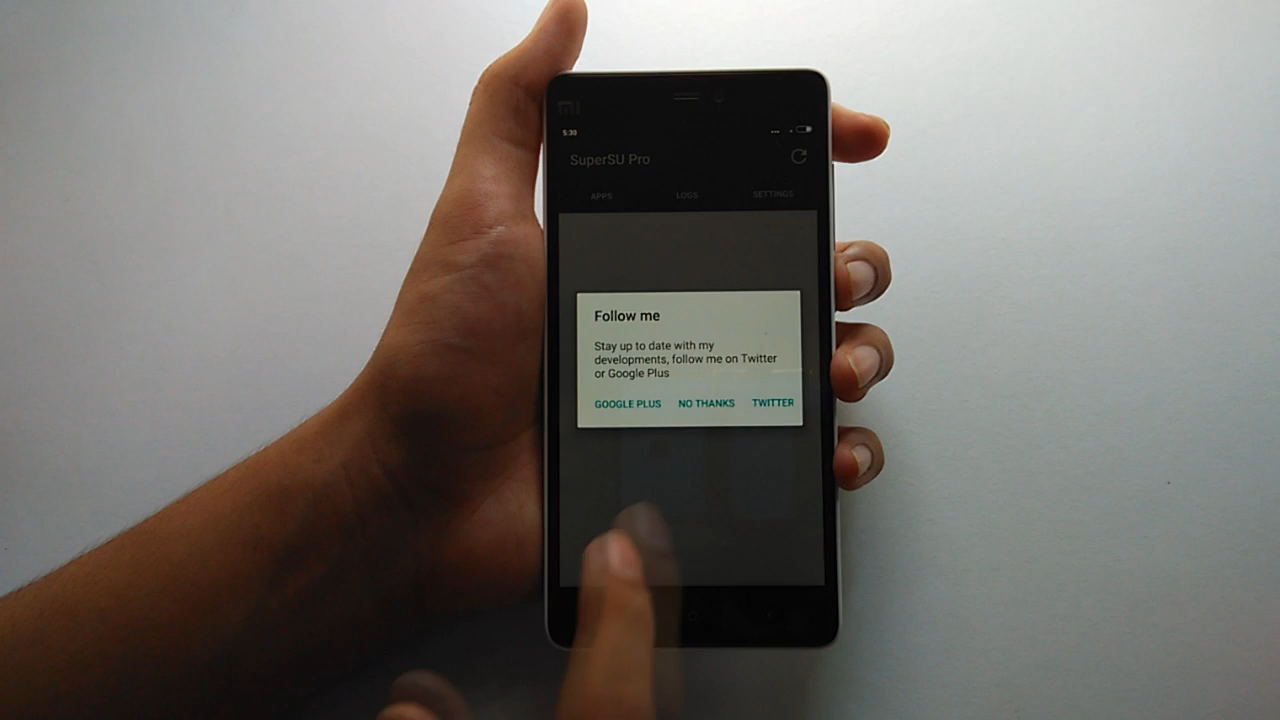 mi
5:30
SuperSU Pro
APPS LOGS SETTINGS
Follow me
Stay up to date with my
developments, follow me on Twitter
or Google Plus
GOOGLE PLUS NO THANKS TWITTER